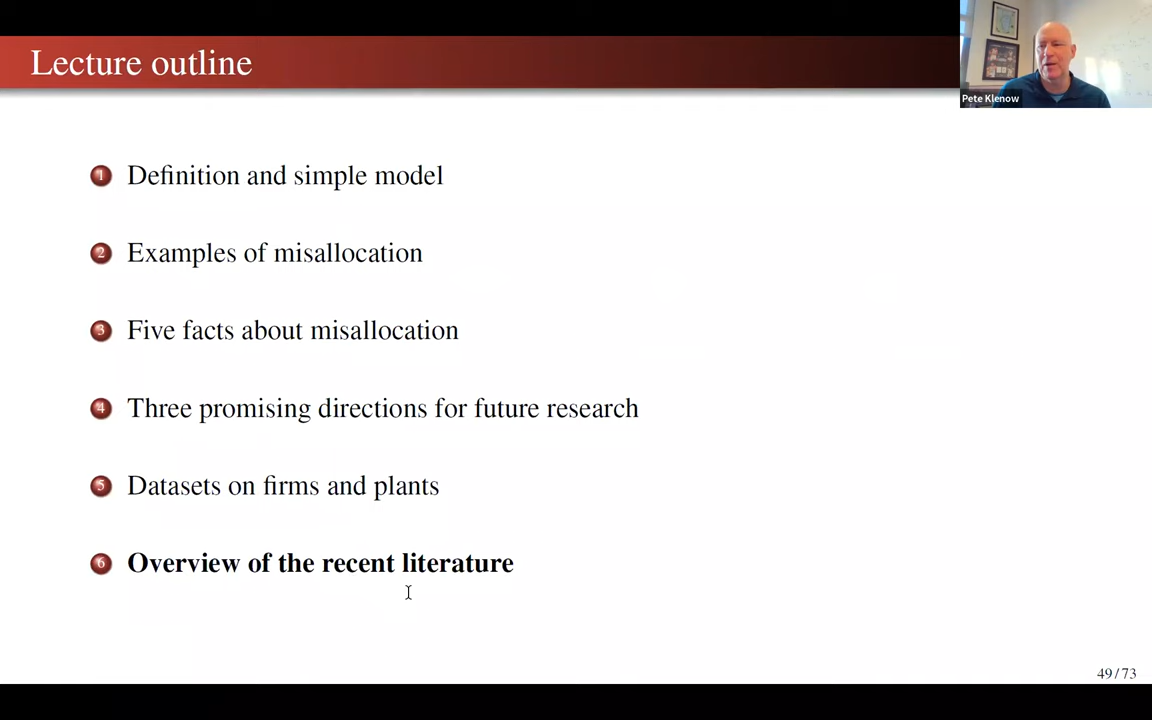 Lecture outline
Pete Klenow
1 Definition and simple model
2 Examples of misallocation
3 Five facts about misallocation
4 Three promising directions for future research
5 Datasets on firms and plants
6 Overview of the recent literature
49/73